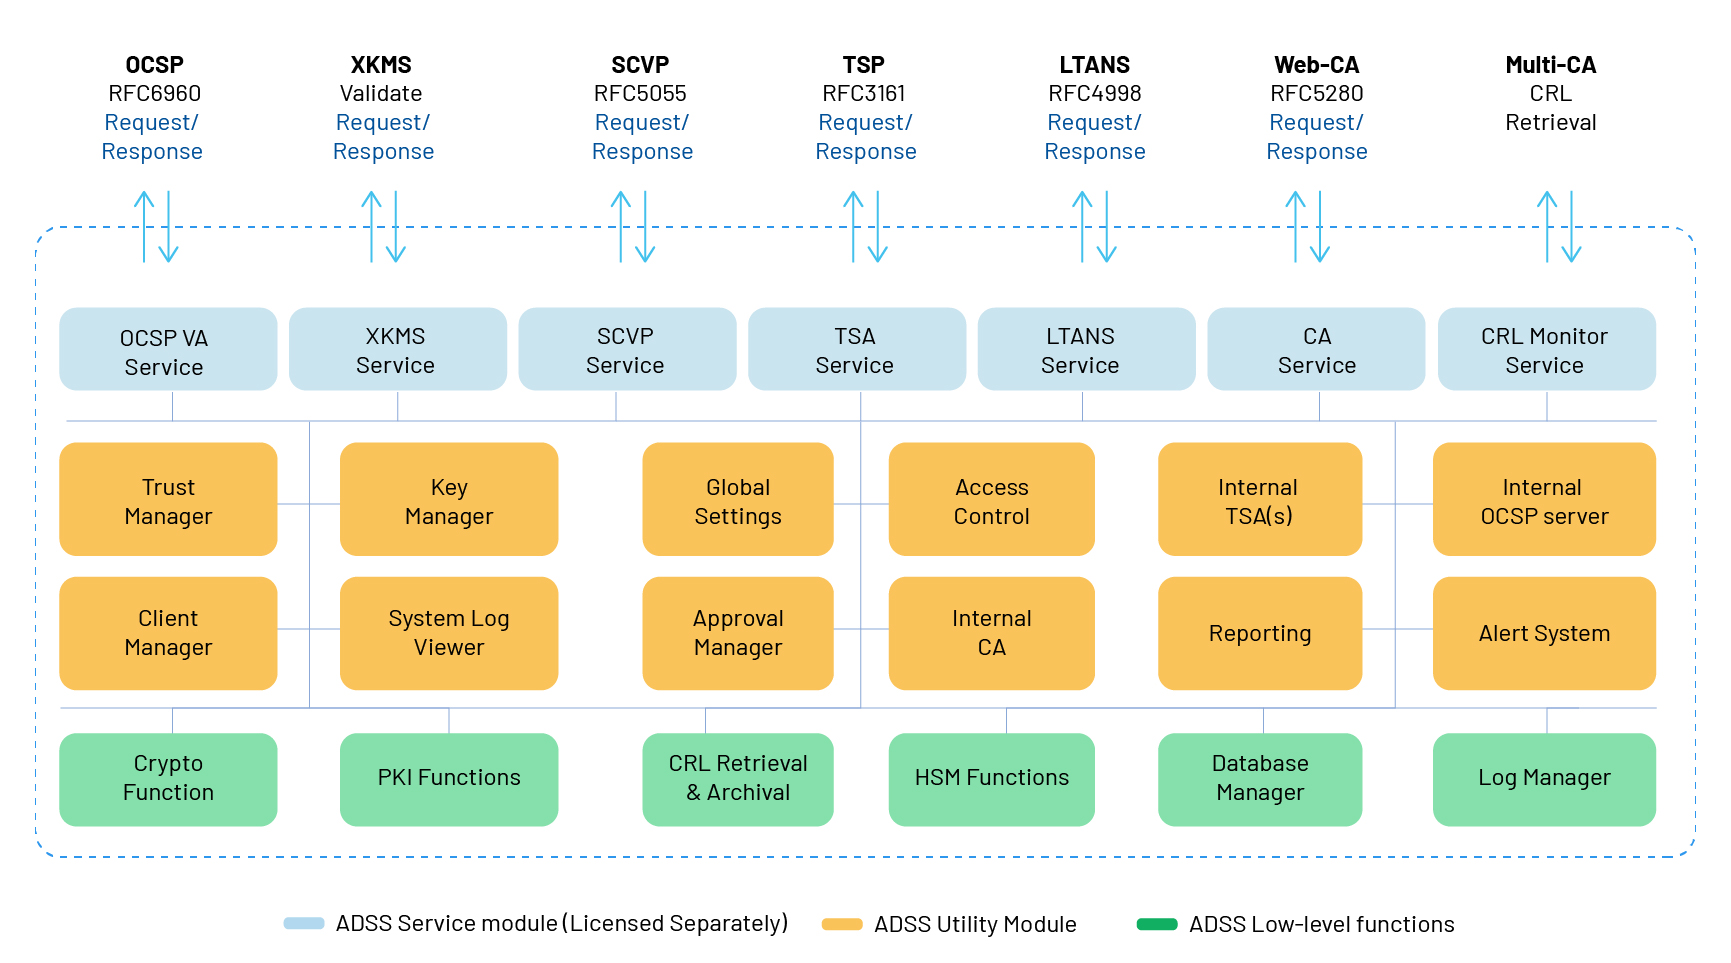 OCSP
RFC6960
Request/
Response
XKMS
Validate
Request/
Response
SCVP
RFC5055
Request/
Response
TSP
RFC3161
Request/
Response
LTANS
RFC4998
Request/
Response
Web-CA
RFC5280
Request/
Response
Multi-CA
CRL
Retrieval
OCSP VA
Service
XKMS
Service
SCVP
Service
TSA
Service
LTANS
Service
CA
Service
CRL Monitor
Service
Trust
Manager
Key
Manager
Global
Settings
Access
Control
Internal
TSA(s)
Internal
OCSP server
Client
Manager
System Log
Viewer
Approval
Manager
Internal
CA
Reporting
Alert System
Crypto
Function
PKI Functions
CRL Retrieval
& Archival
HSM Functions
Database
Manager
Log Manager
ADSS Service module (Licensed Separately)
ADSS Utility Module
ADSS Low-level functions